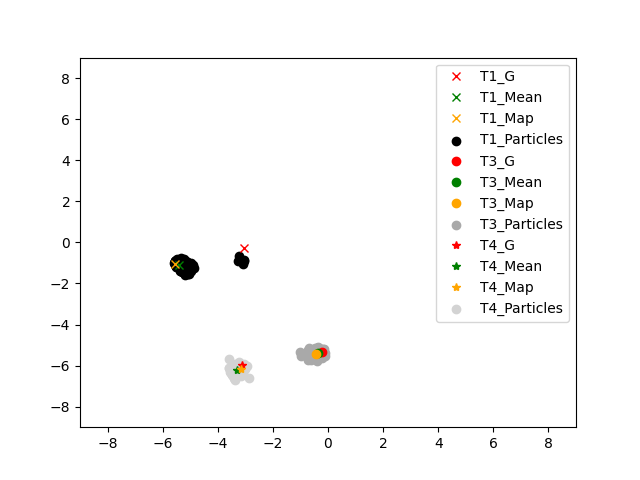 8
6
4
2
0
−2
−4
−6
−8
−8 −6 −4 −2 0 2 4 6 8
T1_G
T1_Mean
T1_Map
T1_Particles
T3_G
T3_Mean
T3_Map
T3_Particles
T4_G
T4_Mean
T4_Map
T4_Particles